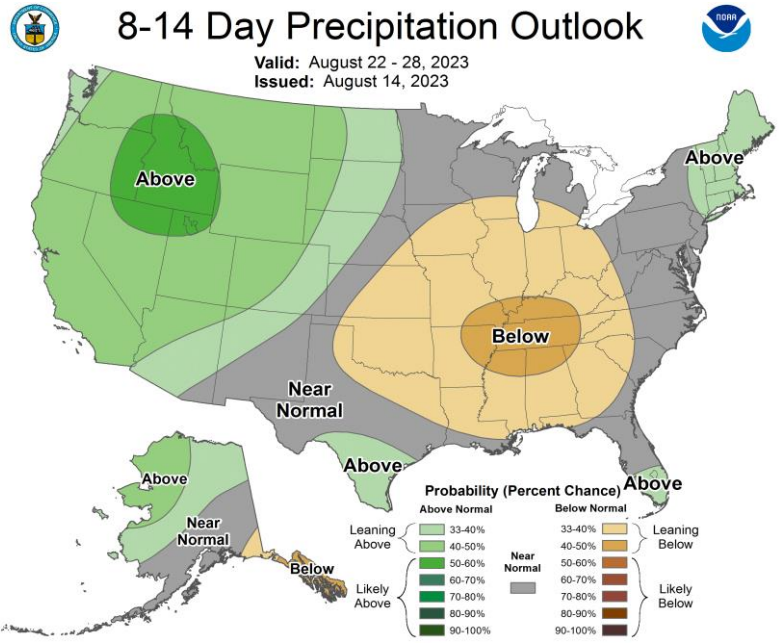 8-14 Day Precipitation Outlook
NOAA
Valid: August 22 - 28, 2023
Issued: August 14, 2023
Above
Above
Below
Near
Normal
Above
Above
Above
Near
Normal
Below
Probability (Percent Chance)
Above Normal
Below Normal
Leaning
Above
33-40%
40-50%
Likely
Above
50-60%
60-70%
70-80%
80-90%
90-100%
Near
Normal
33-40%
40-50%
Leaning
Below
50-60%
60-70%
70-80%
80-90%
90-100%
Likely
Below